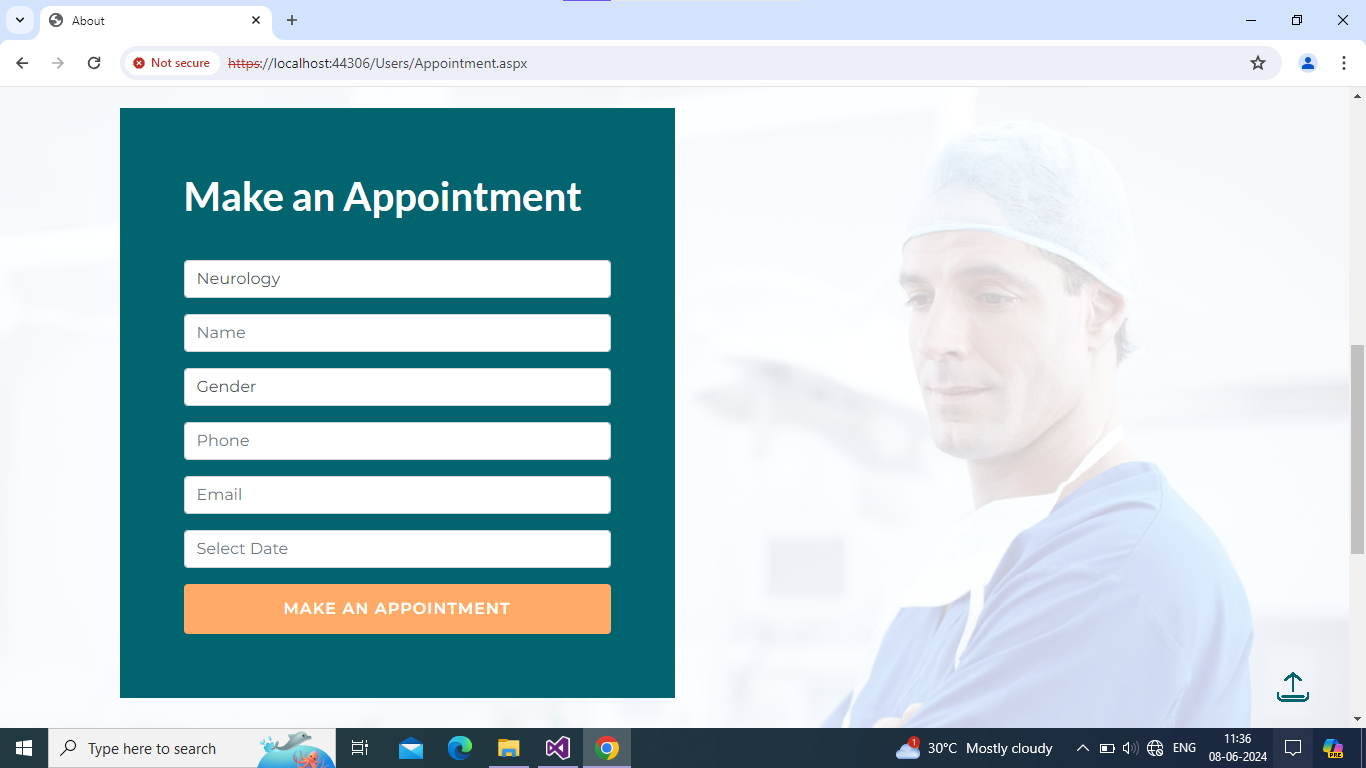 About
Not secure
https://localhost:44306/Users/Appointment.aspx
Make an Appointment
Neurology
Name
Gender
Phone
Email
Select Date
MAKE AN APPOINTMENT
Type here to search
1
30°C Mostly cloudy
ENG
11:36
08-06-2024
PRE